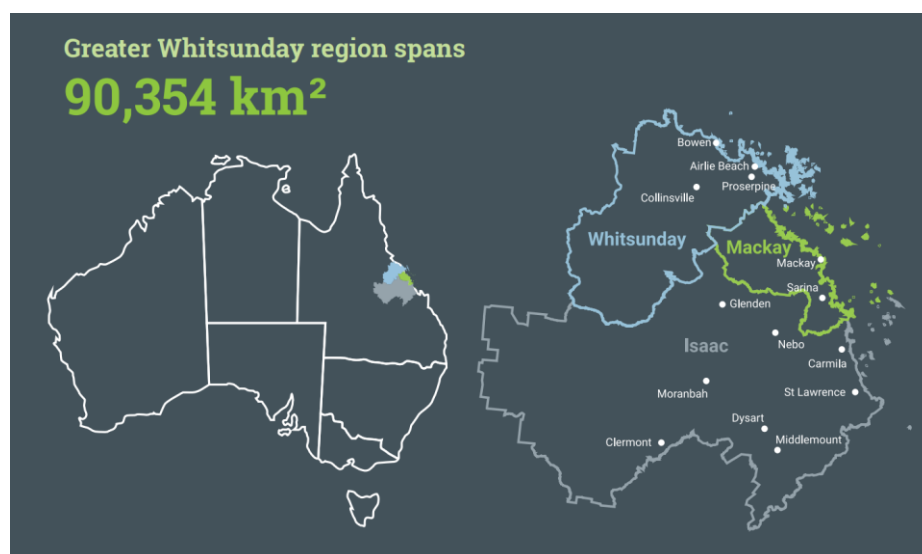 Greater Whitsunday region spans
90,354 km²
Bowen
Airlie Beach
Proserpine
Collinsville
Whitsunday
Mackay
Mackay
Sarina
Glenden
Nebo
Isaac
Carmila
Moranbah
St Lawrence
Dysart
Clermont
Middlemount